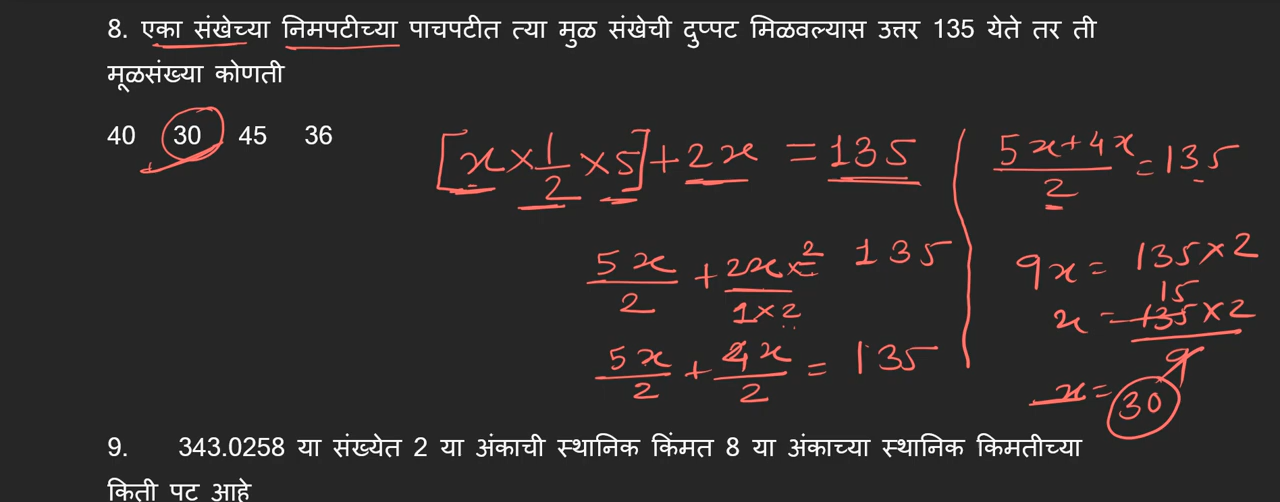 8. एका संखेच्या निमपटीच्या पाचपटीत त्या मुळ संखेची दुप्पट मिळवल्यास उत्तर 135 येते तर ती
मूळसंख्या कोणती
40 30 45 36
[x × 1/2 × 5] + 2x = 135
5x/2 + 2x × 2/1 × 2 = 135
5x/2 + 4x/2 = 135
5x + 4x/2 = 135
9x = 135 × 2
x = 135 × 2/9 15
x = 30
9. 343.0258 या संख्येत 2 या अंकाची स्थानिक किंमत 8 या अंकाच्या स्थानिक किमतीच्या
किती पट आहे